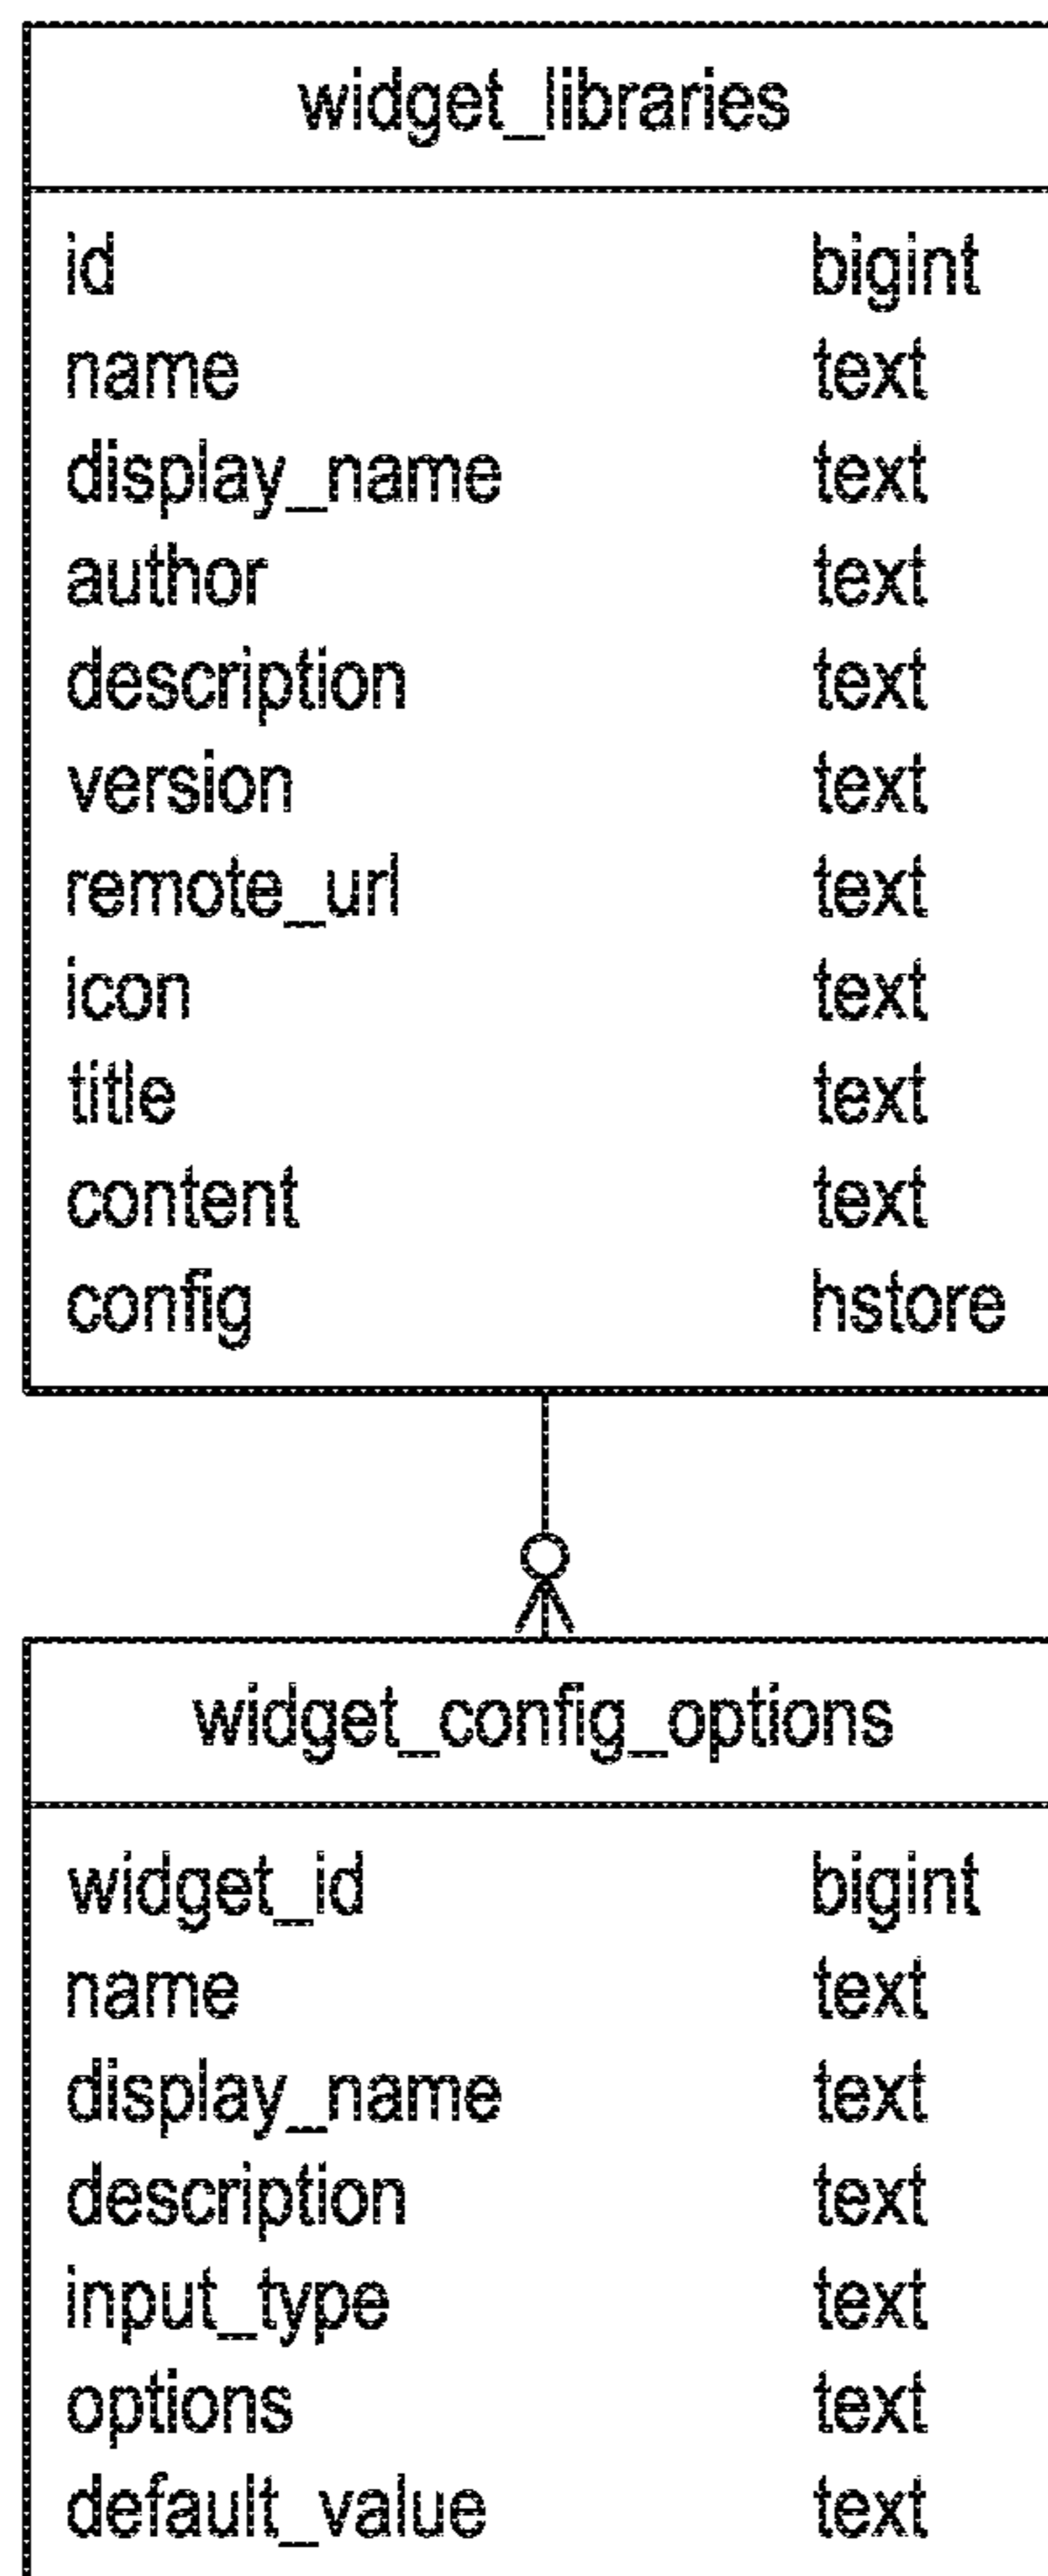 widget_libraries
id bigint
name text
display_name text
author text
description text
version text
remote_url text
icon text
title text
content text
config hstore
widget_config_options
widget_id bigint
name text
display_name text
description text
input_type text
options text
default_value text